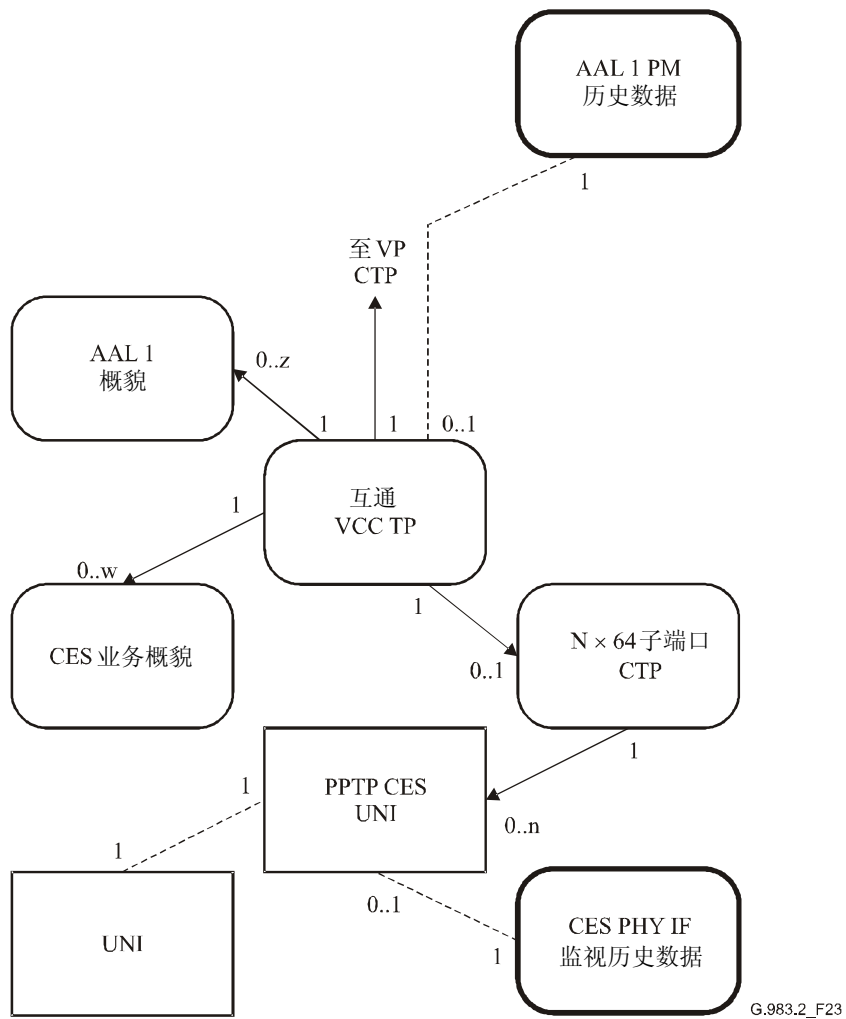 AAL 1 PM
历史数据
1
至 VP
CTP
AAL 1
概貌
0..z
1
1
0..1
互通
VCC TP
1
0..w
1
CES 业务概貌
N × 64 子端口
CTP
0..1
1
PPTP CES
UNI
1
0..n
1
UNI
0..1
CES PHY IF
监视历史数据
1
G.983.2_F23